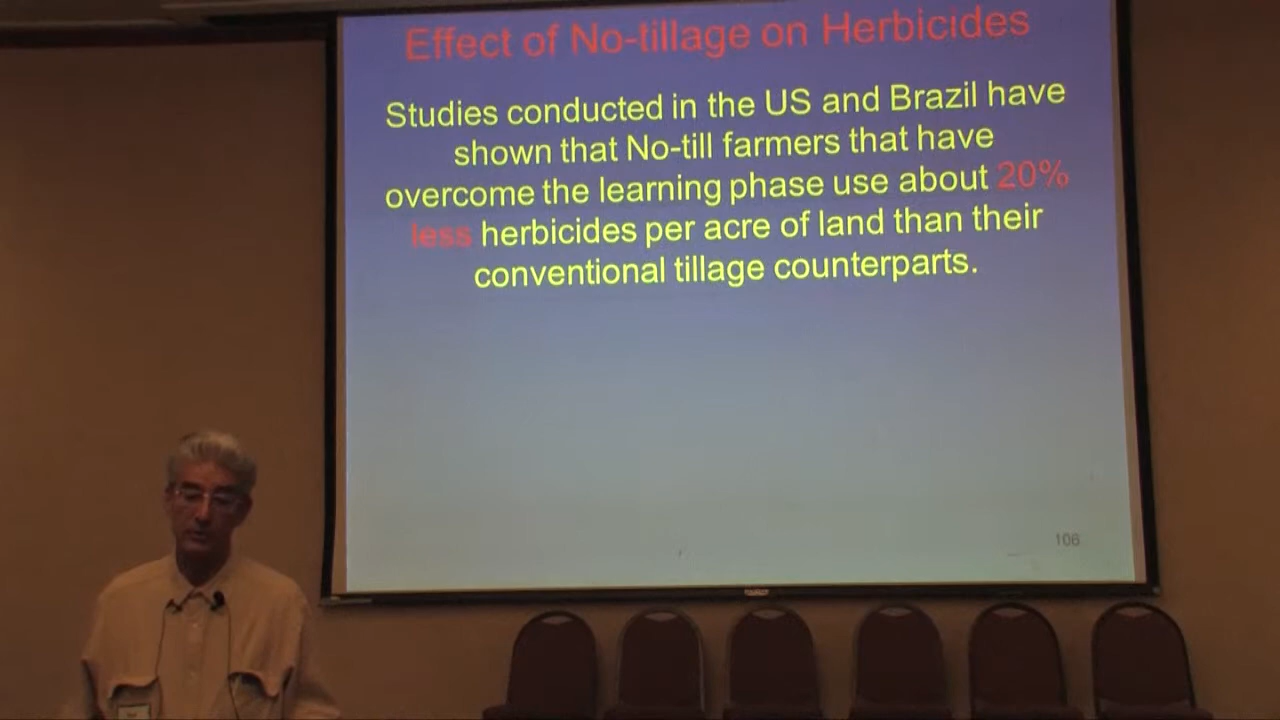 Effect of No-tillage on Herbicides
Studies conducted in the US and Brazil have
shown that No-till farmers that have
overcome the learning phase use about 20%
less herbicides per acre of land than their
conventional tillage counterparts.
106